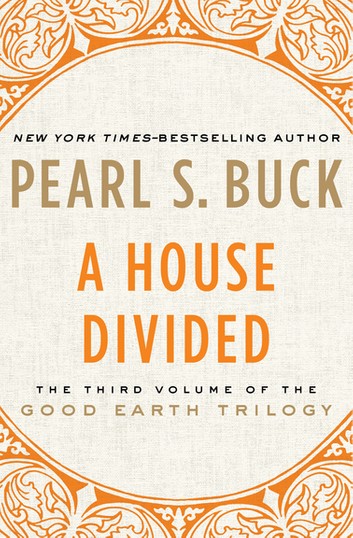 NEW YORK TIMES–BESTSELLING AUTHOR
PEARL S. BUCK
A HOUSE
DIVIDED
THE THIRD VOLUME OF THE
GOOD EARTH TRILOGY